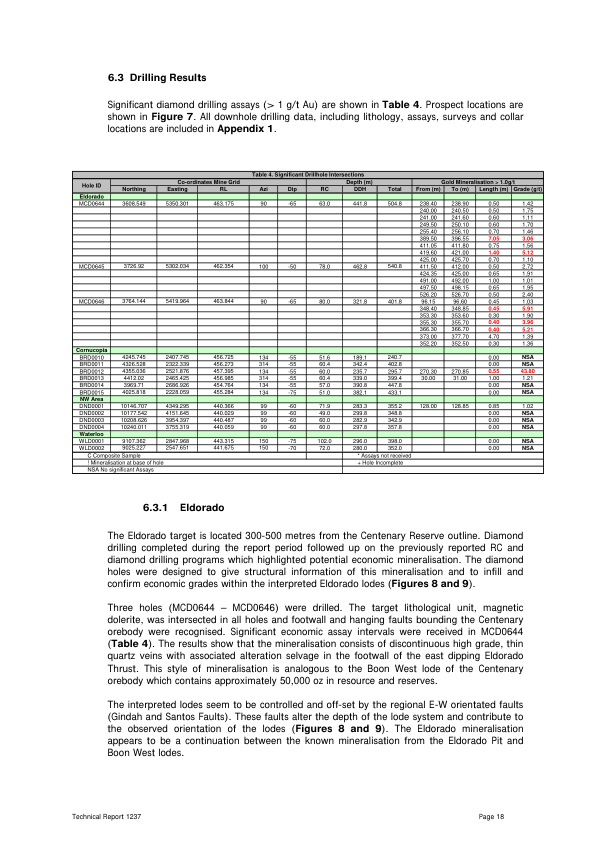 6.3 Drilling Results
Significant diamond drilling assays (> 1 g/t Au) are shown in Table 4. Prospect locations are
shown in Figure 7. All downhole drilling data, including lithology, assays, surveys and collar
locations are included in Appendix 1.
Table 4. Significant Drillhole Intersections
Hole ID Co-ordinates Mine Grid Depth (m) Gold Mineralisation > 1.0g/t
Northing Easting RL Azi Dip RC DDH Total From (m) To (m) Length (m) Grade (g/t)
Eldorado
MCD0644 3608.549 5350.301 463.175 90 -65 63.0 441.8 504.8 238.40 238.90 0.50 1.42
240.00 240.50 0.50 1.75
241.00 241.60 0.60 1.11
250.50 250.10 0.60 1.70
255.40 256.10 0.70 1.46
389.50 396.55 7.05 3.06
411.05 411.80 0.75 1.56
419.60 421.00 1.40 5.12
425.00 425.70 0.70 1.10
MCD0645 3726.92 5302.034 462.354 100 -50 78.0 462.8 540.8 411.50 412.00 0.50 2.72
424.35 425.00 0.65 1.91
491.00 492.00 1.00 1.01
497.50 498.15 0.65 1.95
526.20 526.70 0.50 2.40
MCD0646 3764.144 5419.964 463.844 90 -65 80.0 321.8 401.8 96.15 96.60 0.45 1.03
348.40 348.85 0.45 5.91
353.30 353.60 0.30 1.90
355.30 355.70 0.40 3.96
366.30 366.70 0.40 5.21
373.00 377.70 4.70 1.39
352.20 352.50 0.30 1.36
Cornucopia
BRD0010 4245.745 2407.745 456.725 134 -55 51.6 189.1 240.7 0.00 NSA
BRD0011 4326.528 2322.339 456.273 134 -55 60.4 342.4 402.8 0.00 NSA
BRD0012 4355.036 2521.876 457.395 134 -55 60.0 235.7 295.7 270.30 270.85 0.55 43.80
BRD0013 4412.02 2465.425 456.985 134 -55 60.4 339.0 399.4 30.00 31.00 1.00 1.21
BRD0014 3969.71 2686.926 454.764 134 -55 57.0 390.8 447.8 0.00 NSA
BRD0015 4025.818 2228.059 455.284 134 -75 51.0 382.1 433.1 0.00 NSA
NW Area
DND0001 10146.707 4349.295 440.366 99 -60 71.9 283.3 355.2 128.00 128.85 0.85 1.02
DND0002 10177.542 4151.645 440.029 99 -60 49.0 299.8 348.8 0.00 NSA
DND0003 10208.626 3954.397 440.487 99 -60 60.0 282.9 342.9 0.00 NSA
DND0004 10240.011 3755.319 440.059 99 -60 60.0 297.8 357.8 0.00 NSA
Waterloo
WLD0001 9107.362 2847.968 443.315 150 -75 102.0 296.0 398.0 0.00 NSA
WLD0002 9025.227 2547.651 441.675 150 -70 72.0 280.0 352.0 0.00 NSA
C Composite Sample * Assays not received
! Mineralisation at base of hole + Hole Incomplete
NSA No significant Assays
6.3.1 Eldorado
The Eldorado target is located 300-500 metres from the Centenary Reserve outline. Diamond
drilling completed during the report period followed up on the previously reported RC and
diamond drilling programs which highlighted potential economic mineralisation. The diamond
holes were designed to give structural information of this mineralisation and to infill and
confirm economic grades within the interpreted Eldorado lodes (Figures 8 and 9).
Three holes (MCD0644 – MCD0646) were drilled. The target lithological unit, magnetic
dolerite, was intersected in all holes and footwall and hanging faults bounding the Centenary
orebody were recognised. Significant economic assay intervals were received in MCD0644
(Table 4). The results show that the mineralisation consists of discontinuous high grade, thin
quartz veins with associated alteration selvage in the footwall of the east dipping Eldorado
Thrust. This style of mineralisation is analogous to the Boon West lode of the Centenary
orebody which contains approximately 50,000 oz in resource and reserves.
The interpreted lodes seem to be controlled and off-set by the regional E-W orientated faults
(Gindah and Santos Faults). These faults alter the depth of the lode system and contribute to
the observed orientation of the lodes (Figures 8 and 9). The Eldorado mineralisation
appears to be a continuation between the known mineralisation from the Eldorado Pit and
Boon West lodes.
Technical Report 1237 Page 18